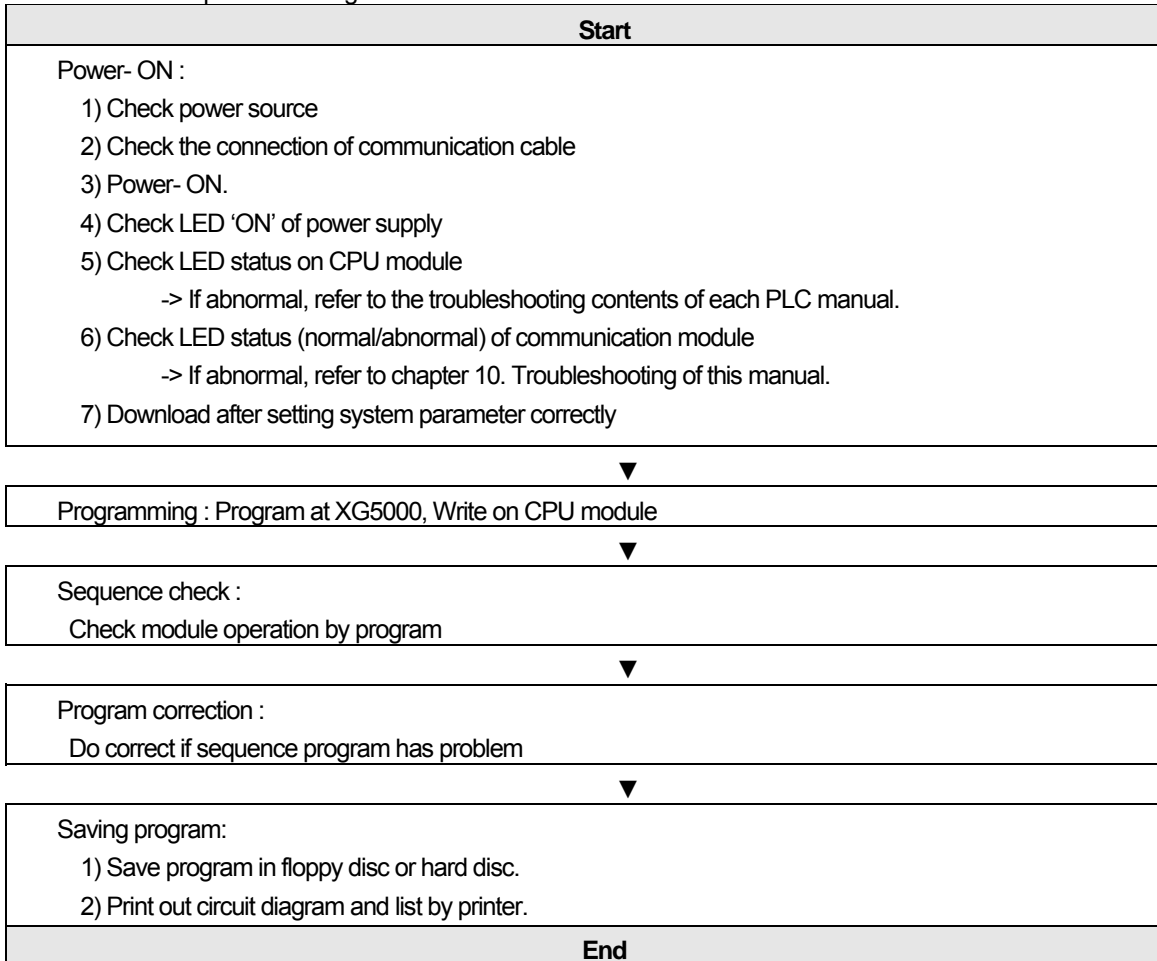 Start
Power- ON :
1) Check power source
2) Check the connection of communication cable
3) Power- ON.
4) Check LED ‘ON’ of power supply
5) Check LED status on CPU module
-> If abnormal, refer to the troubleshooting contents of each PLC manual.
6) Check LED status (normal/abnormal) of communication module
-> If abnormal, refer to chapter 10. Troubleshooting of this manual.
7) Download after setting system parameter correctly
▼
Programming : Program at XG5000, Write on CPU module
▼
Sequence check :
Check module operation by program
▼
Program correction :
Do correct if sequence program has problem
▼
Saving program:
1) Save program in floppy disc or hard disc.
2) Print out circuit diagram and list by printer.
End